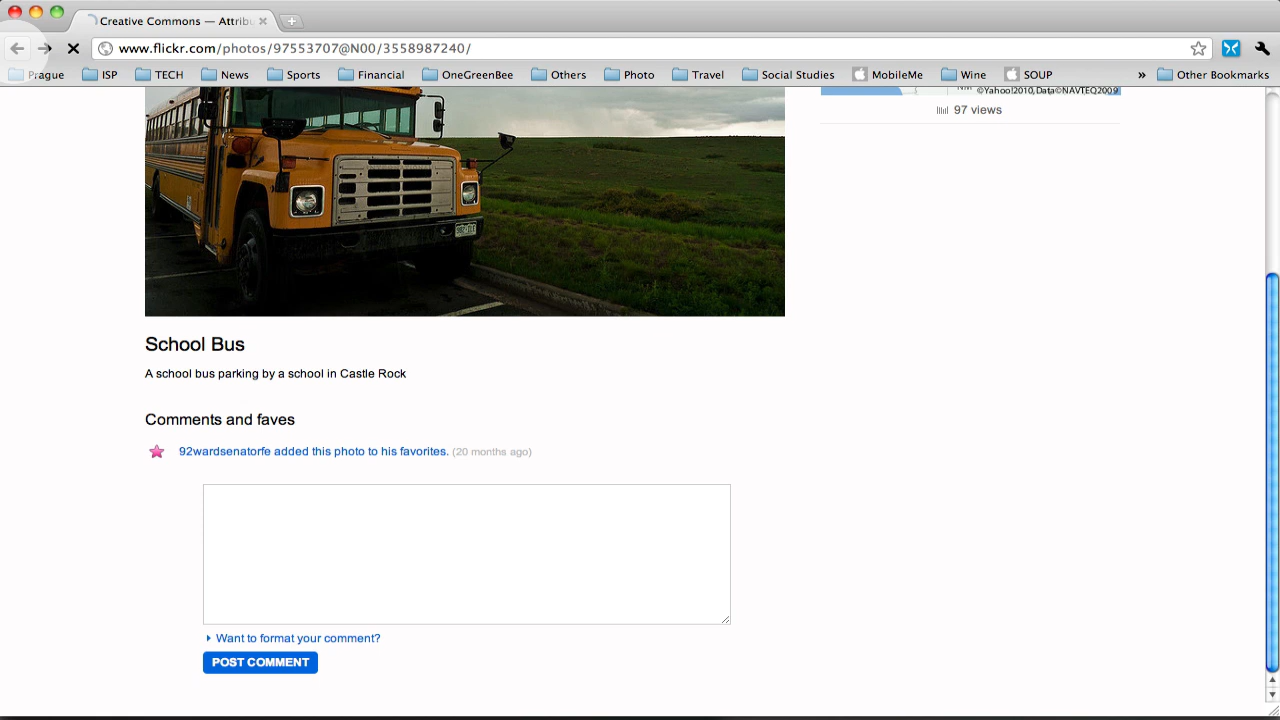 Creative Commons — Attribu
www.flickr.com/photos/97553707@N00/3558987240/
Prague ISP TECH News Sports Financial OneGreenBee Others Photo Travel Social Studies MobileMe Wine SOUP » Other Bookmarks
©Yahoo!2010,Data©NAVTEQ2009
97 views
School Bus
A school bus parking by a school in Castle Rock
Comments and faves
92wardsenatorfe added this photo to his favorites. (20 months ago)
Want to format your comment?
POST COMMENT